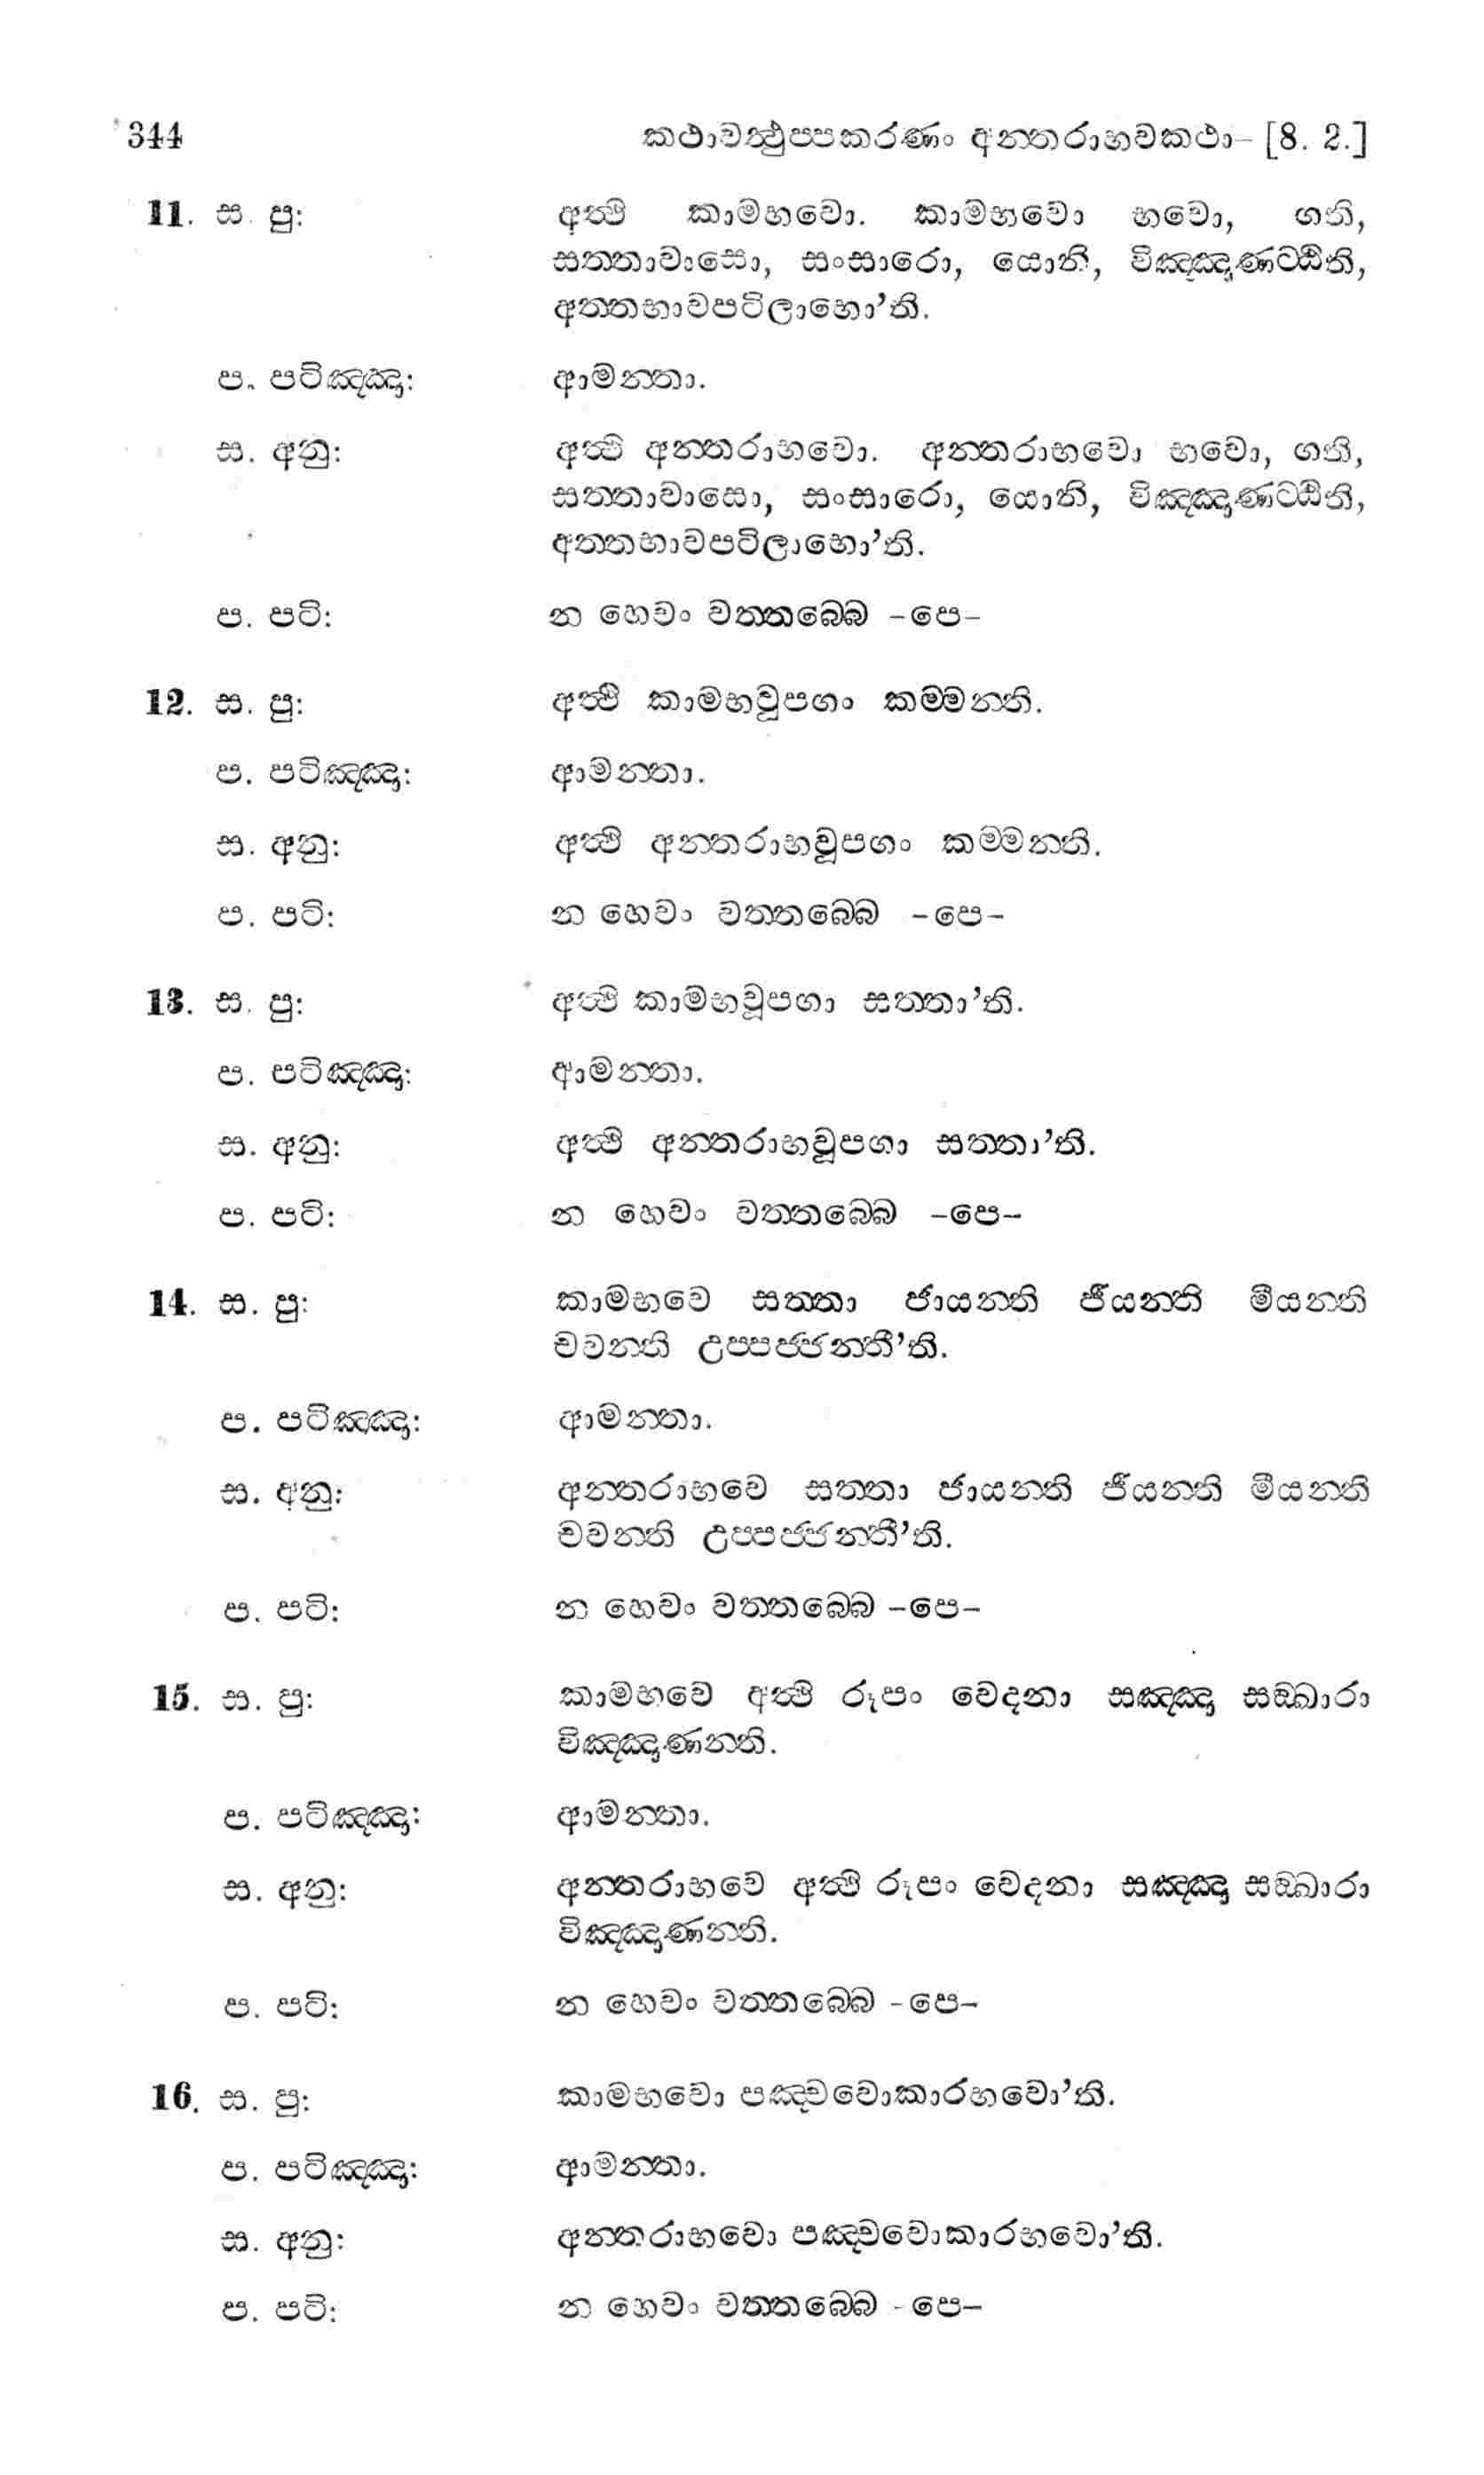 344 කථාවත්ථුප්පකරණං අන්තරාභවකථා– [8. 2.]
11. ස. පු: අත්ථි කාමභවො. කාමභවො භවො, ගති,
සත්තාවාසො, සංසාරො, යොනි, විඤ්ඤාණට්ඨිති,
අත්තභාවපටිලාභො’ති.
ප. පටිඤ්ඤා: ආමන්තා.
ස. අනු: අත්ථි අන්තරාභවො. අන්තරාභවො භවො, ගති,
සත්තාවාසො, සංසාරො, යොනි, විඤ්ඤාණට්ඨිති,
අත්තභාවපටිලාභො’ති.
ප. පටි: න හෙවං වත්තබ්බෙ –පෙ–
12. ස. පු: අත්ථි කාමභවූපගං කම්මන්ති.
ප. පටිඤ්ඤා: ආමන්තා.
ස. අනු: අත්ථි අන්තරාභවූපගං කම්මන්ති.
ප. පටි: න හෙවං වත්තබ්බෙ –පෙ–
13. ස. පු: අත්ථි කාමභවූපගා සත්තා’ති.
ප. පටිඤ්ඤා: ආමන්තා.
ස. අනු: අත්ථි අන්තරාභවූපගා සත්තා’ති.
ප. පටි: න හෙවං වත්තබ්බෙ –පෙ–
14. ස. පු: කාමභවෙ සත්තා ජායන්ති ජීයන්ති මීයන්ති
චවන්ති උප්පජ්ජන්තී’ති.
ප. පටිඤ්ඤා: ආමන්තා.
ස. අනු: අන්තරාභවෙ සත්තා ජායන්ති ජීයන්ති මීයන්ති
චවන්ති උප්පජ්ජන්තී’ති.
ප. පටි: න හෙවං වත්තබ්බෙ –පෙ–
15. ස. පු: කාමභවෙ අත්ථි රූපං වෙදනා සඤ්ඤා සඞ්ඛාරා
විඤ්ඤාණන්ති.
ප. පටිඤ්ඤා: ආමන්තා.
ස. අනු: අන්තරාභවෙ අත්ථි රූපං වෙදනා සඤ්ඤා සඞ්ඛාරා
විඤ්ඤාණන්ති.
ප. පටි: න හෙවං වත්තබ්බෙ –පෙ–
16. ස. පු: කාමභවො පඤ්චවොකාරභවො’ති.
ප. පටිඤ්ඤා: ආමන්තා.
ස. අනු: අන්තරාභවො පඤ්චවොකාරභවො’ති.
ප. පටි: න හෙවං වත්තබ්බෙ –පෙ–